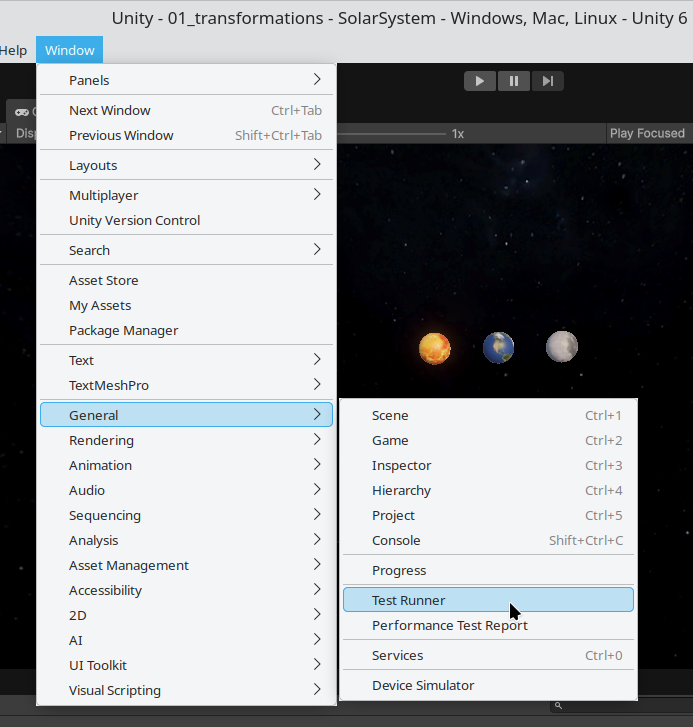 Unity - 01_transformations - SolarSystem - Windows, Mac, Linux - Unity 6
Help Window
Panels
Next Window Ctrl+Tab
Previous Window Shift+Ctrl+Tab
Layouts
Multiplayer
Unity Version Control
Search
Asset Store
My Assets
Package Manager
Text
TextMeshPro
General
Rendering
Animation
Audio
Sequencing
Analysis
Asset Management
Accessibility
2D
AI
UI Toolkit
Visual Scripting
1x Play Focused
Scene Ctrl+1
Game Ctrl+2
Inspector Ctrl+3
Hierarchy Ctrl+4
Project Ctrl+5
Console Shift+Ctrl+C
Progress
Test Runner
Performance Test Report
Services Ctrl+0
Device Simulator